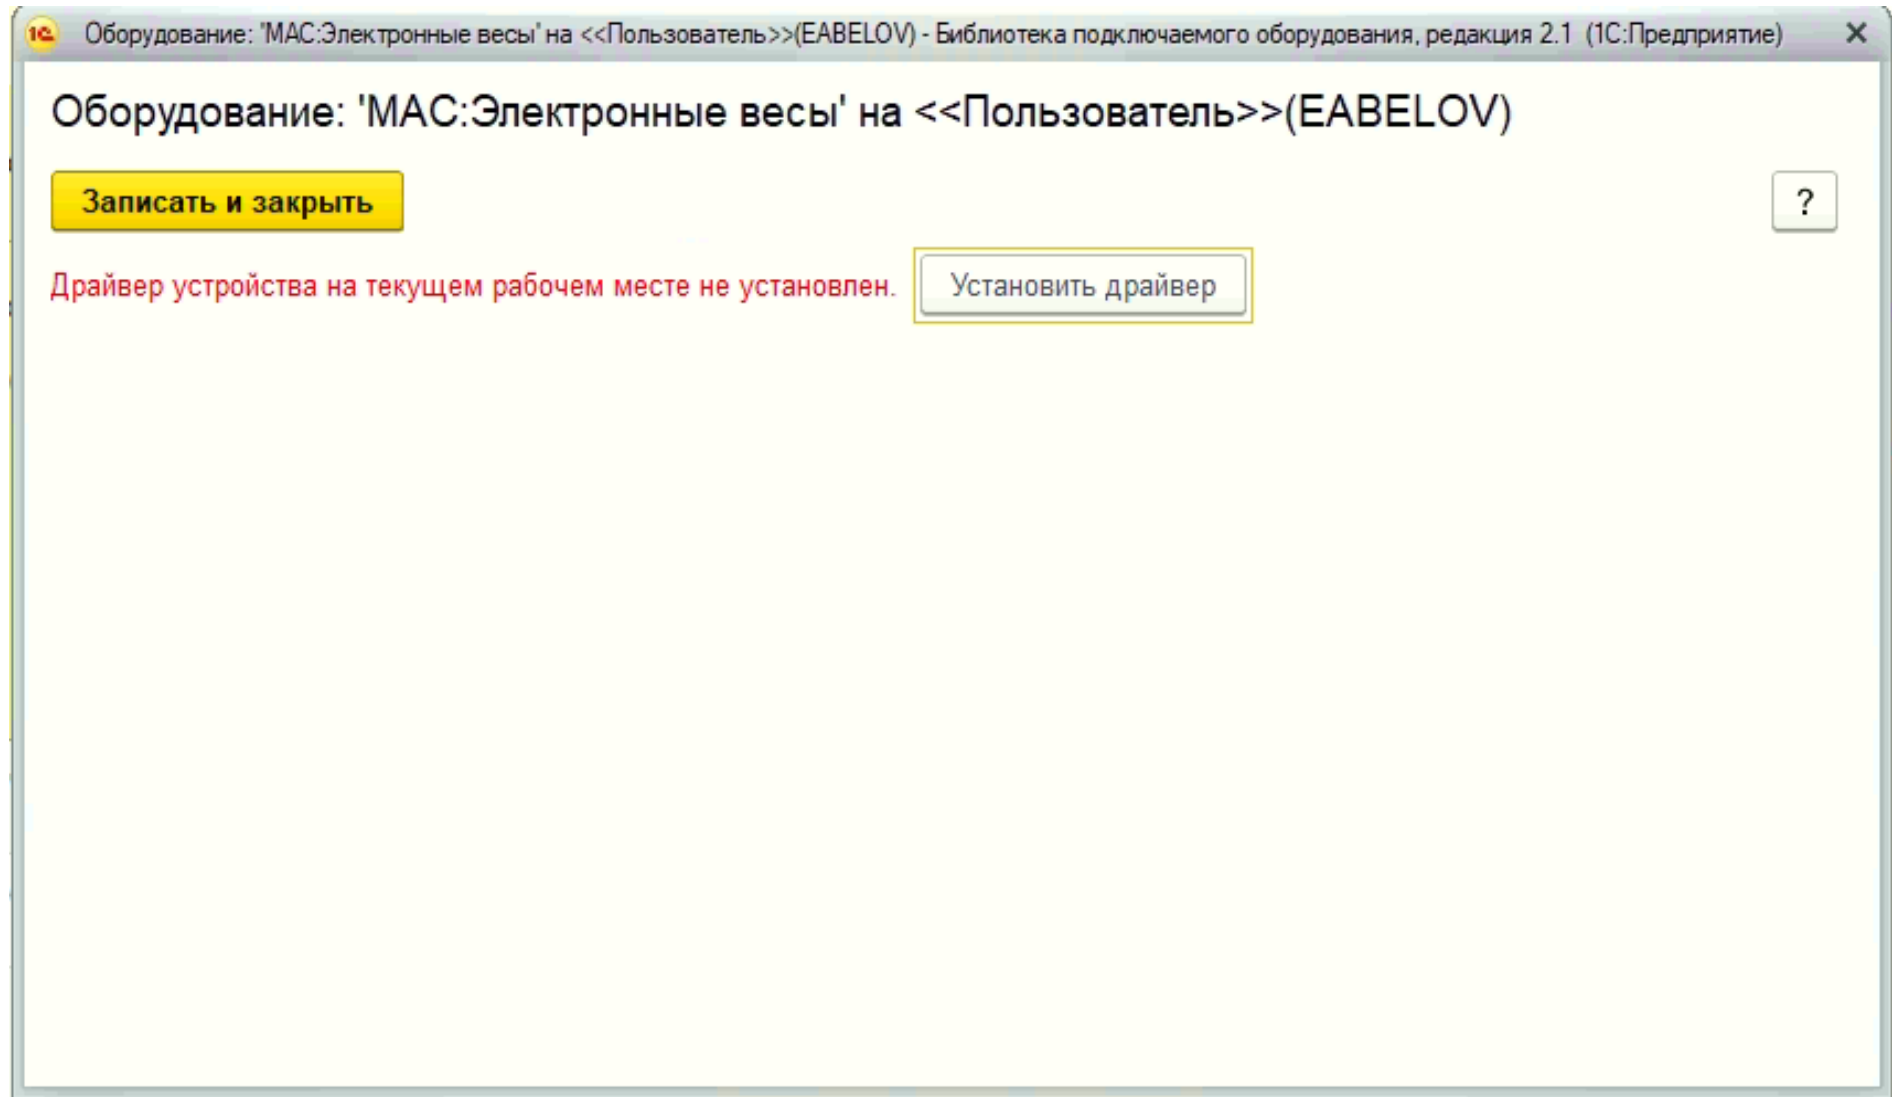 1С Оборудование: 'МАС:Электронные весы' на <<Пользователь>>(EABELOV) - Библиотека подключаемого оборудования, редакция 2.1 (1С:Предприятие)
Оборудование: 'МАС:Электронные весы' на <<Пользователь>>(EABELOV)
Записать и закрыть ?
Драйвер устройства на текущем рабочем месте не установлен. Установить драйвер